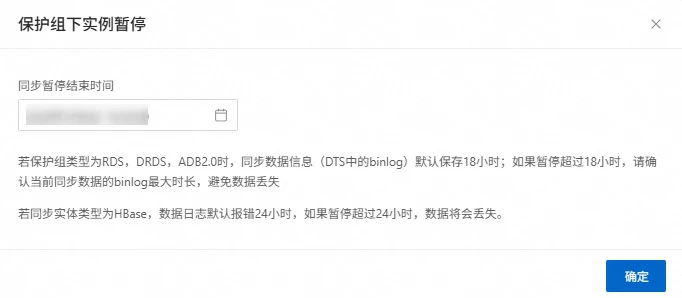 保护组下实例暂停
同步暂停结束时间
若保护组类型为RDS，DRDS，ADB2.0时，同步数据信息（DTS中的binlog）默认保存18小时；如果暂停超过18小时，请确
认当前同步数据的binlog最大时长，避免数据丢失
若同步实体类型为HBase，数据日志默认报错24小时，如果暂停超过24小时，数据将会丢失。
确定